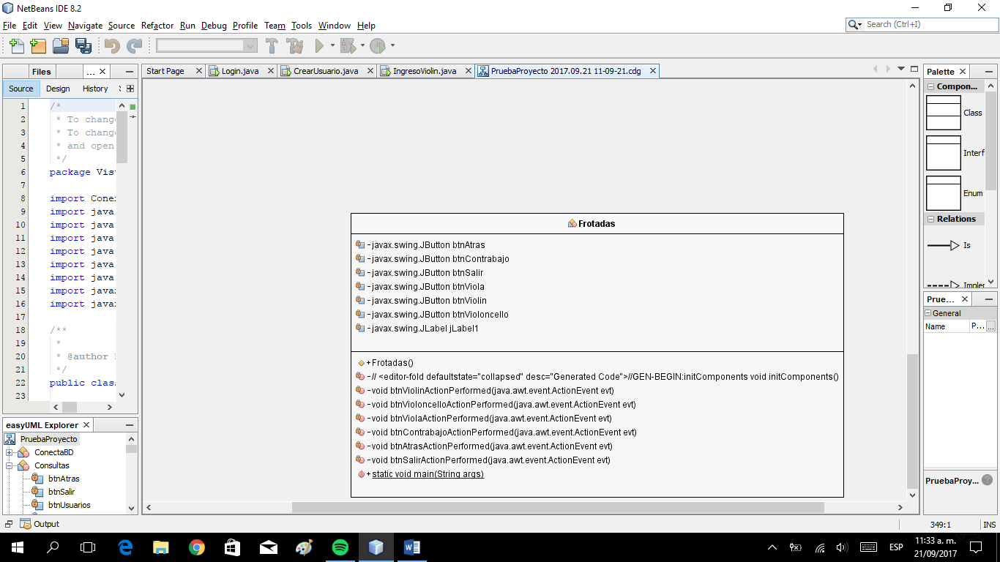 NetBeans IDE 8.2
File Edit View Navigate Source Refactor Run Debug Profile Team Tools Window Help
Search (Ctrl+I)
Files
...
Source Design History
1 /*
2 * To change
3 * To change
4 * and open
5 */
6 package Vis
7
8 import Cone
9 import java
10 import java
11 import java
12 import java
13 import java
14 import java
15 import java
16 import java
17
18 /**
19 *
20 * @author
21 */
22 public clas
23
easyUML Explorer
PruebaProyecto
ConectaBD
Consultas
btnAtras
btnSalir
btnUsuarios
Start Page Login.java CrearUsuario.java IngresoViolin.java PruebaProyecto 2017.09.21 11-09-21.cdg
Frotadas
-javax.swing.JButton btnAtras
-javax.swing.JButton btnContrabajo
-javax.swing.JButton btnSalir
-javax.swing.JButton btnViola
-javax.swing.JButton btnViolin
-javax.swing.JButton btnVioloncello
-javax.swing.JLabel jLabel1
+Frotadas()
-// <editor-fold defaultstate="collapsed" desc="Generated Code">//GEN-BEGIN:initComponents void initComponents()
-void btnViolinActionPerformed(java.awt.event.ActionEvent evt)
-void btnVioloncelloActionPerformed(java.awt.event.ActionEvent evt)
-void btnViolaActionPerformed(java.awt.event.ActionEvent evt)
-void btnContrabajoActionPerformed(java.awt.event.ActionEvent evt)
-void btnAtrasActionPerformed(java.awt.event.ActionEvent evt)
-void btnSalirActionPerformed(java.awt.event.ActionEvent evt)
+static void main(String args)
Palette
Compon...
Class
Interf
Enum
Relations
Is
Implem
Prue...
General
Name P... ...
PruebaProy...
Output
349:1 INS
ESP
11:33 a. m.
21/09/2017